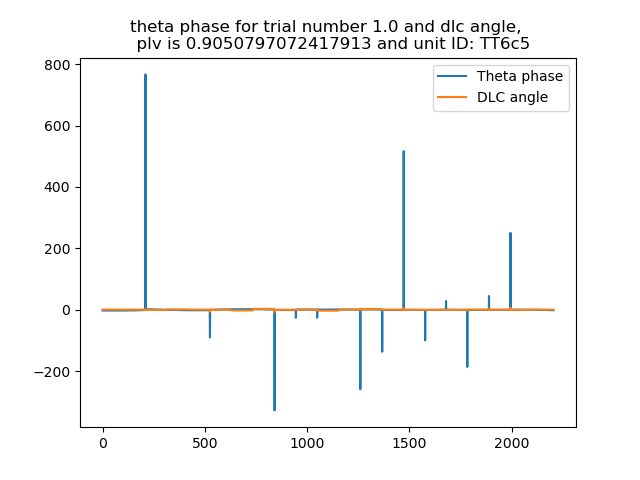 theta phase for trial number 1.0 and dlc angle,
plv is 0.9050797072417913 and unit ID: TT6c5
Theta phase
DLC angle
800
600
400
200
0
−200
0 500 1000 1500 2000